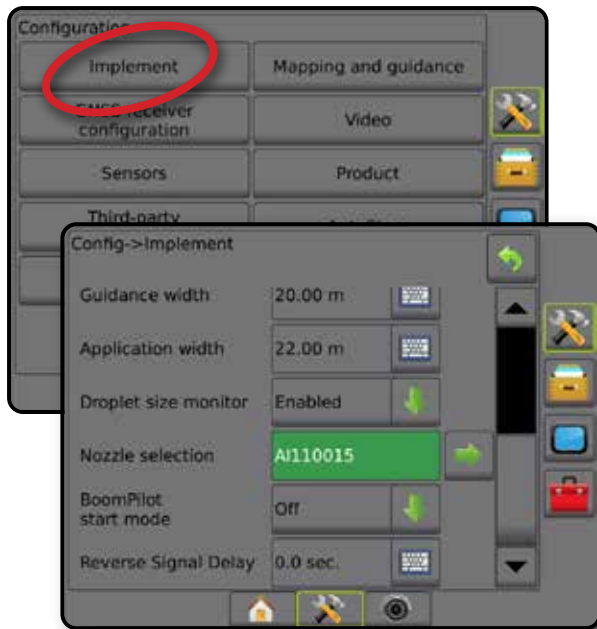 Configuration
Implement
Mapping and guidance
GNSS receiver
configuration
Video
Sensors
Product
Third-party
Config->Implement
Guidance width
20.00 m
Application width
22.00 m
Droplet size monitor
Enabled
Nozzle selection
AI110015
BoomPilot
start mode
Off
Reverse Signal Delay
0.0 sec.